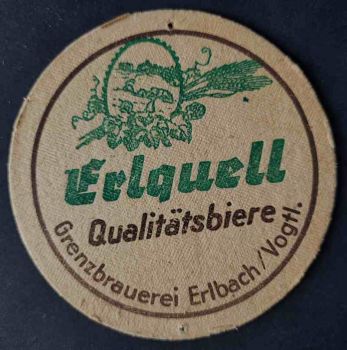 Erlquell
Qualitätsbiere
Grenzbrauerei Erlbach/Vogtl.